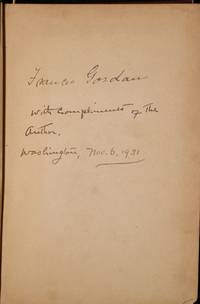 Frances Gordan
With Compliments of The
Author.
Washington, Nov. 6, 1931